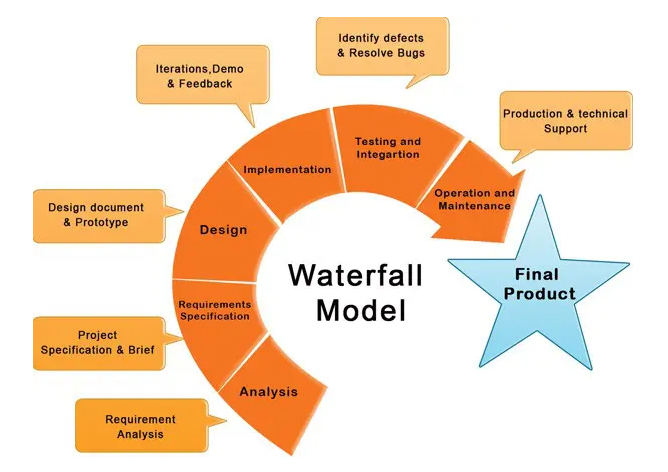 Identify defects
& Resolve Bugs
Iterations,Demo
& Feedback
Production & technical
Support
Testing and
Integartion
Implementation
Operation and
Maintenance
Design document
& Prototype
Design
Waterfall
Model
Final
Product
Requirements
Specification
Project
Specification & Brief
Analysis
Requirement
Analysis